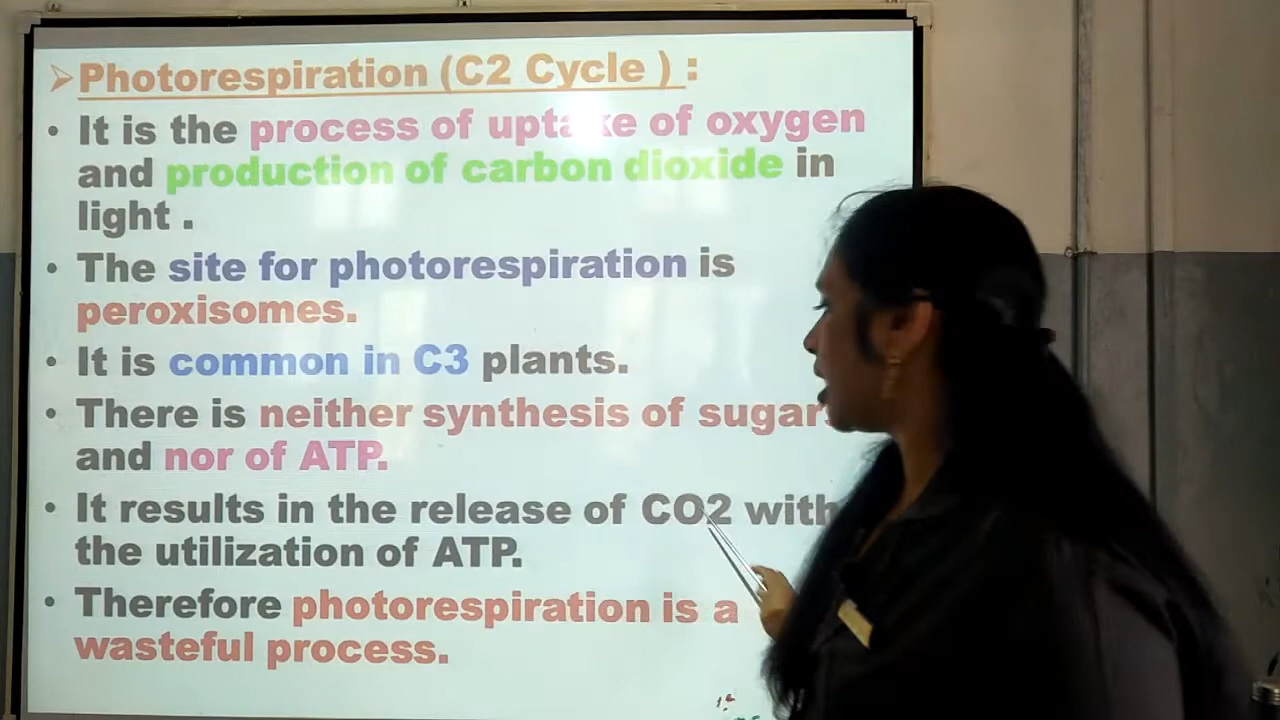 ➢Photorespiration (C2 Cycle ) :
• It is the process of uptake of oxygen
and production of carbon dioxide in
light .
• The site for photorespiration is
peroxisomes.
• It is common in C3 plants.
• There is neither synthesis of sugars
and nor of ATP.
• It results in the release of CO2 with
the utilization of ATP.
• Therefore photorespiration is a
wasteful process.